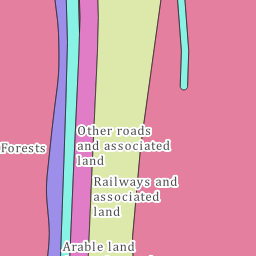 Other roads
and associated
land
Forests
Railways and
associated
land
Arable land